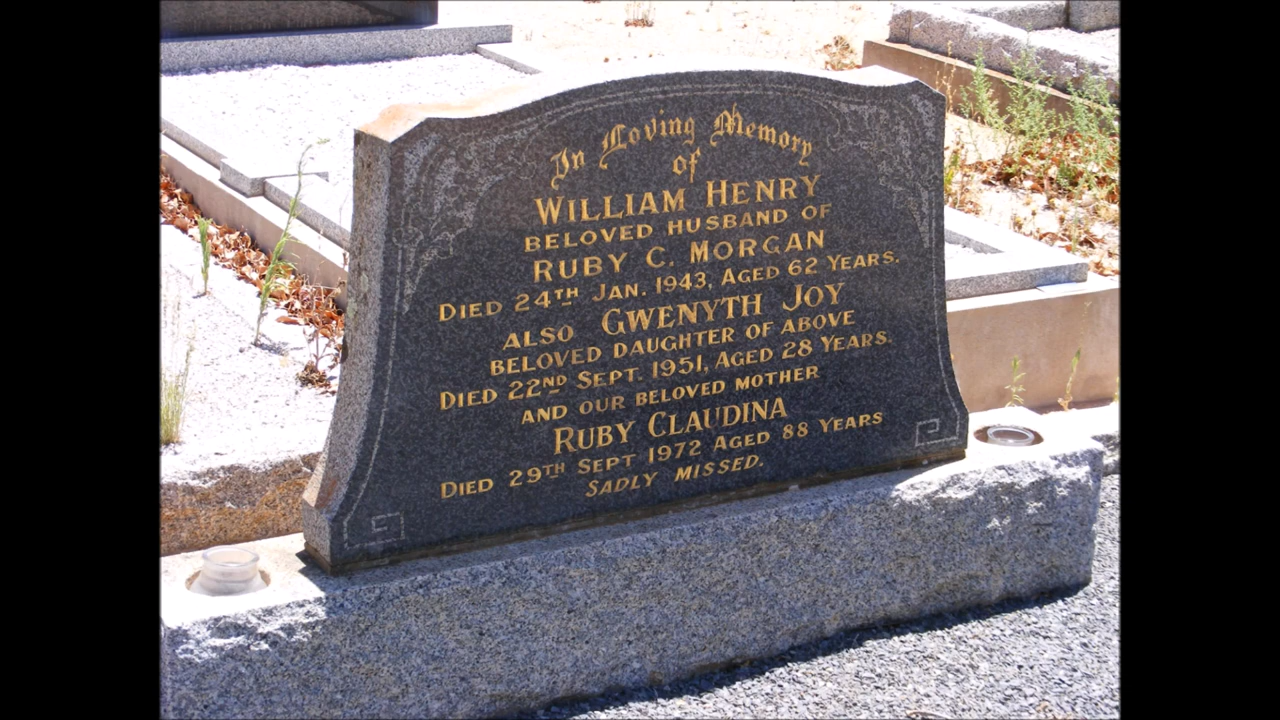 In Loving Memory
of
WILLIAM HENRY
BELOVED HUSBAND OF
RUBY C. MORGAN
DIED 24TH JAN. 1943, AGED 62 YEARS.
ALSO GWENYTH JOY
BELOVED DAUGHTER OF ABOVE
DIED 22ND SEPT. 1951, AGED 28 YEARS.
AND OUR BELOVED MOTHER
RUBY CLAUDINA
DIED 29TH SEPT 1972 AGED 88 YEARS
SADLY MISSED.